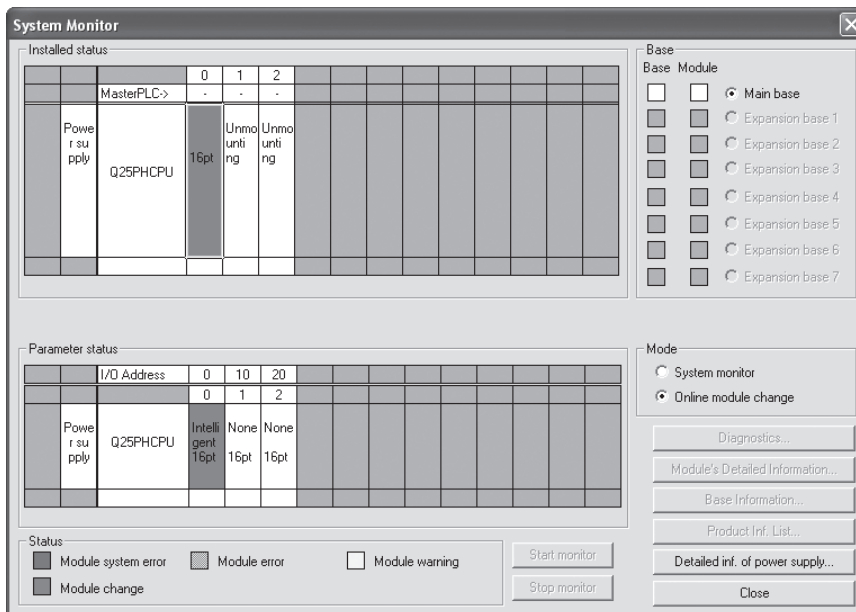 System Monitor
Installed status
0 1 2
MasterPLC-> - - -
Powe
r su
pply
Q25PHCPU
16pt
Unmo
unti
ng
Unmo
unti
ng
Base
Base Module
Main base
Expansion base 1
Expansion base 2
Expansion base 3
Expansion base 4
Expansion base 5
Expansion base 6
Expansion base 7
Parameter status
I/O Address 0 10 20
0 1 2
Powe
r su
pply
Q25PHCPU
Intelli
gent
16pt
None
16pt
None
16pt
Mode
System monitor
Online module change
Diagnostics...
Module's Detailed Information...
Base Information...
Product Inf. List...
Detailed inf. of power supply...
Close
Status
Module system error
Module error
Module warning
Module change
Start monitor
Stop monitor